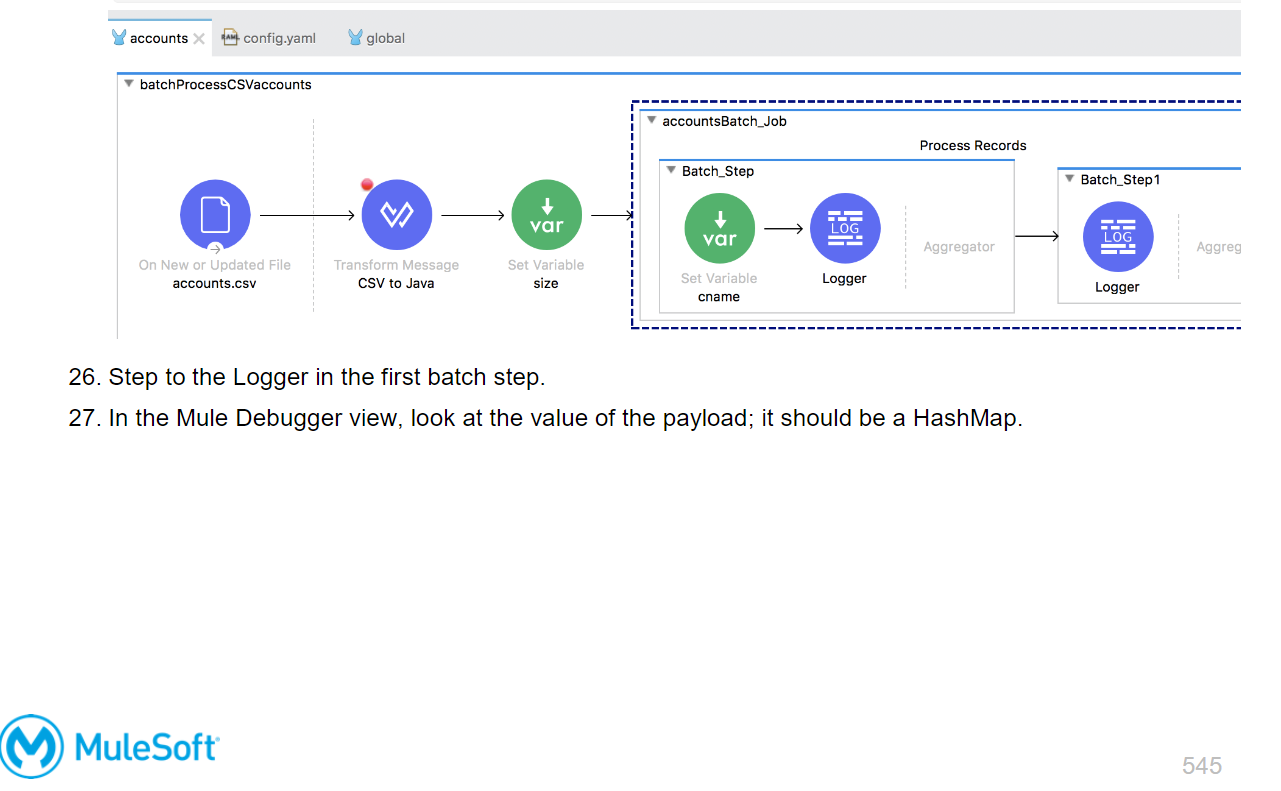 accounts
config.yaml
global
batchProcessCSVaccounts
accountsBatch_Job
Process Records
Batch_Step
Batch_Step1
var
LOG
Aggregator
LOG
Aggreg
var
On New or Updated File
accounts.csv
Transform Message
CSV to Java
Set Variable
size
Set Variable
cname
Logger
Logger
26. Step to the Logger in the first batch step.
27. In the Mule Debugger view, look at the value of the payload; it should be a HashMap.
MuleSoft
545